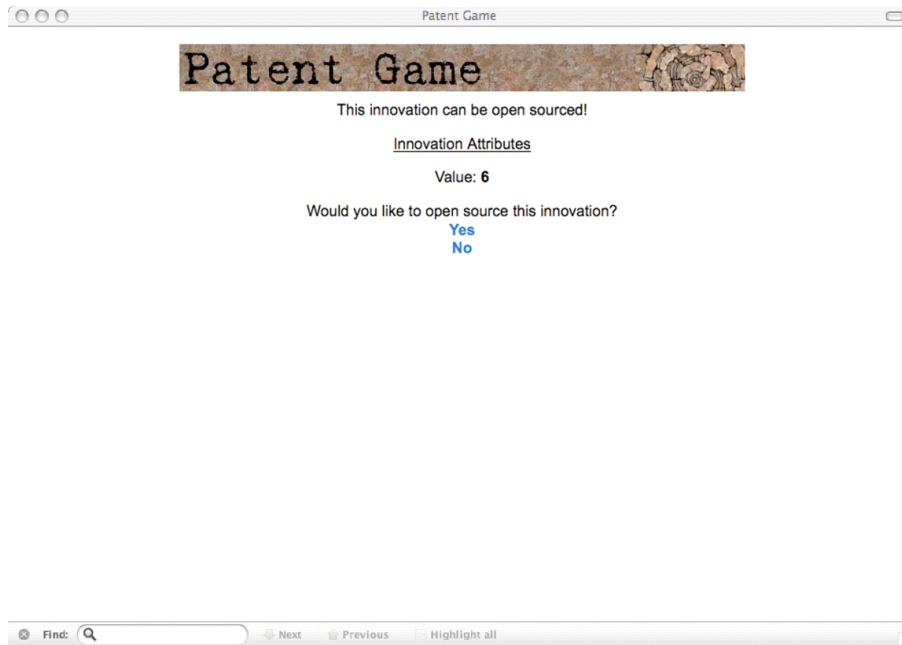 Patent Game
Patent Game
This innovation can be open sourced!
Innovation Attributes
Value: 6
Would you like to open source this innovation?
Yes
No
Find: Next Previous Highlight all